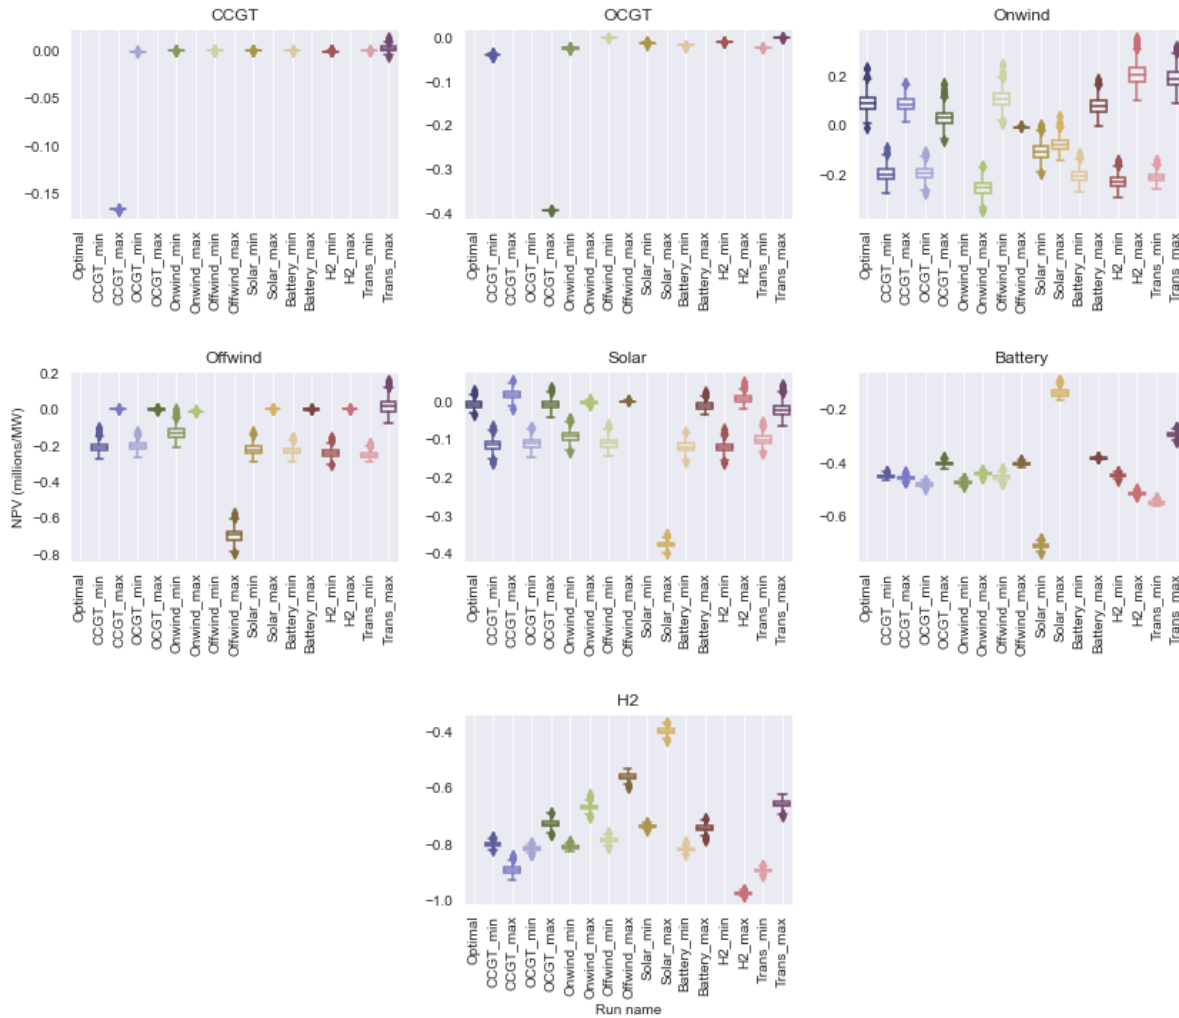 CCGT
OCGT
Onwind
0.00
−0.05
−0.10
−0.15
0.0
−0.1
−0.2
−0.3
−0.4
0.2
0.0
−0.2
Optimal
CCGT_min
CCGT_max
OCGT_min
OCGT_max
Onwind_min
Onwind_max
Offwind_min
Offwind_max
Solar_min
Solar_max
Battery_min
Battery_max
H2_min
H2_max
Trans_min
Trans_max
Optimal
CCGT_min
CCGT_max
OCGT_min
OCGT_max
Onwind_min
Onwind_max
Offwind_min
Offwind_max
Solar_min
Solar_max
Battery_min
Battery_max
H2_min
H2_max
Trans_min
Trans_max
Optimal
CCGT_min
CCGT_max
OCGT_min
OCGT_max
Onwind_min
Onwind_max
Offwind_min
Offwind_max
Solar_min
Solar_max
Battery_min
Battery_max
H2_min
H2_max
Trans_min
Trans_max
Offwind
Solar
Battery
NPV (millions/MW)
0.2
0.0
−0.2
−0.4
−0.6
−0.8
0.0
−0.1
−0.2
−0.3
−0.4
−0.2
−0.4
−0.6
Optimal
CCGT_min
CCGT_max
OCGT_min
OCGT_max
Onwind_min
Onwind_max
Offwind_min
Offwind_max
Solar_min
Solar_max
Battery_min
Battery_max
H2_min
H2_max
Trans_min
Trans_max
Optimal
CCGT_min
CCGT_max
OCGT_min
OCGT_max
Onwind_min
Onwind_max
Offwind_min
Offwind_max
Solar_min
Solar_max
Battery_min
Battery_max
H2_min
H2_max
Trans_min
Trans_max
Optimal
CCGT_min
CCGT_max
OCGT_min
OCGT_max
Onwind_min
Onwind_max
Offwind_min
Offwind_max
Solar_min
Solar_max
Battery_min
Battery_max
H2_min
H2_max
Trans_min
Trans_max
H2
−0.4
−0.6
−0.8
−1.0
Optimal
CCGT_min
CCGT_max
OCGT_min
OCGT_max
Onwind_min
Onwind_max
Offwind_min
Offwind_max
Solar_min
Solar_max
Battery_min
Battery_max
H2_min
H2_max
Trans_min
Trans_max
Run name